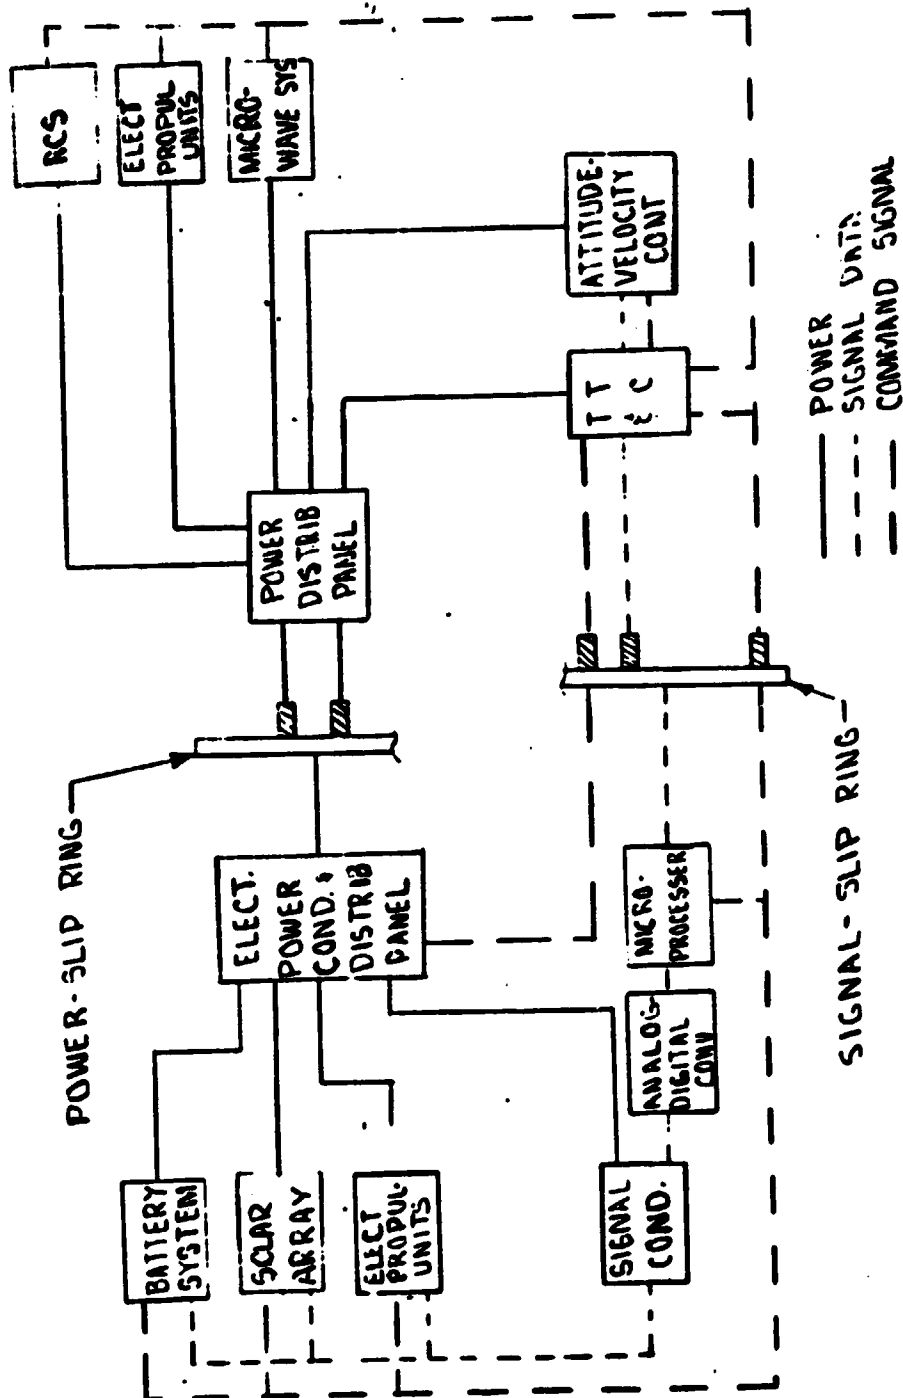 POWER-SLIP RING
BATTERY
SYSTEM
SOLAR
ARRAY
ELECT
PROPUL.
UNITS
ELECT.
POWER
COND. &
DISTRIB
PANEL
POWER
DISTRIB
PANEL
RCS
ELECT
PROPUL
UNITS
MICRO-
WAVE SYS
SIGNAL
COND.
ANALOG-
DIGITAL
CONV
MICRO-
PROCESSER
T T
& C
ATTITUDE-
VELOCITY
CONT
SIGNAL-SLIP RING
POWER
SIGNAL DATA
COMMAND SIGNAL